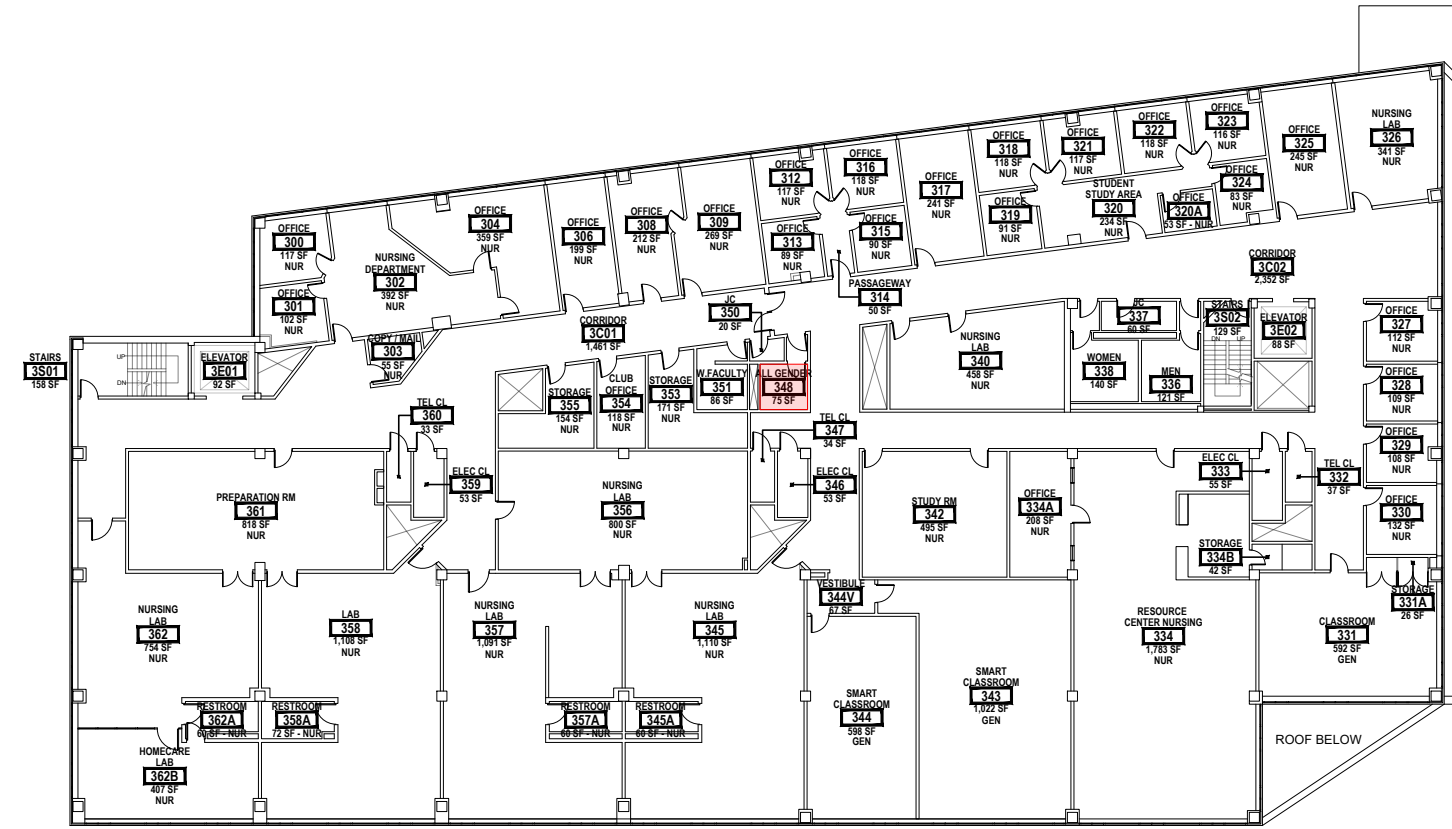 OFFICE
300
117 SF
NUR
OFFICE
301
102 SF
NUR
NURSING
DEPARTMENT
302
392 SF
NUR
COPY / MAIL
303
55 SF
NUR
OFFICE
304
359 SF
NUR
OFFICE
306
199 SF
NUR
OFFICE
308
212 SF
NUR
OFFICE
309
269 SF
NUR
OFFICE
312
117 SF
NUR
OFFICE
313
89 SF
NUR
OFFICE
316
118 SF
NUR
OFFICE
315
90 SF
NUR
PASSAGEWAY
314
50 SF
OFFICE
317
241 SF
NUR
OFFICE
318
118 SF
NUR
OFFICE
319
91 SF
NUR
OFFICE
321
117 SF
NUR
STUDENT
STUDY AREA
320
234 SF
NUR
OFFICE
322
118 SF
NUR
OFFICE
320A
53 SF - NUR
OFFICE
323
116 SF
NUR
OFFICE
324
83 SF
NUR
OFFICE
325
245 SF
NUR
NURSING
LAB
326
341 SF
NUR
CORRIDOR
3C02
2,352 SF
STAIRS
3S01
158 SF
UP
DN
ELEVATOR
3E01
92 SF
CORRIDOR
3C01
1,461 SF
JC
350
20 SF
STORAGE
355
154 SF
NUR
CLUB
OFFICE
354
118 SF
NUR
STORAGE
353
171 SF
NUR
W.FACULTY
351
86 SF
ALL GENDER
348
75 SF
NURSING
LAB
340
458 SF
NUR
JC
337
60 SF
WOMEN
338
140 SF
MEN
336
121 SF
STAIRS
3S02
129 SF
DN
UP
ELEVATOR
3E02
88 SF
OFFICE
327
112 SF
NUR
OFFICE
328
109 SF
NUR
OFFICE
329
108 SF
NUR
OFFICE
330
132 SF
NUR
TEL CL
360
33 SF
ELEC CL
359
53 SF
TEL CL
347
34 SF
ELEC CL
346
53 SF
ELEC CL
333
55 SF
TEL CL
332
37 SF
PREPARATION RM
361
818 SF
NUR
NURSING
LAB
356
800 SF
NUR
STUDY RM
342
495 SF
NUR
OFFICE
334A
208 SF
NUR
STORAGE
334B
42 SF
VESTIBULE
344V
67 SF
STORAGE
331A
26 SF
NURSING
LAB
362
754 SF
NUR
LAB
358
1,108 SF
NUR
NURSING
LAB
357
1,091 SF
NUR
NURSING
LAB
345
1,110 SF
NUR
RESOURCE
CENTER NURSING
334
1,783 SF
NUR
CLASSROOM
331
592 SF
GEN
SMART
CLASSROOM
344
598 SF
GEN
SMART
CLASSROOM
343
1,022 SF
GEN
RESTROOM
362A
60 SF - NUR
RESTROOM
358A
72 SF - NUR
RESTROOM
357A
60 SF - NUR
RESTROOM
345A
60 SF - NUR
HOMECARE
LAB
362B
407 SF
NUR
ROOF BELOW